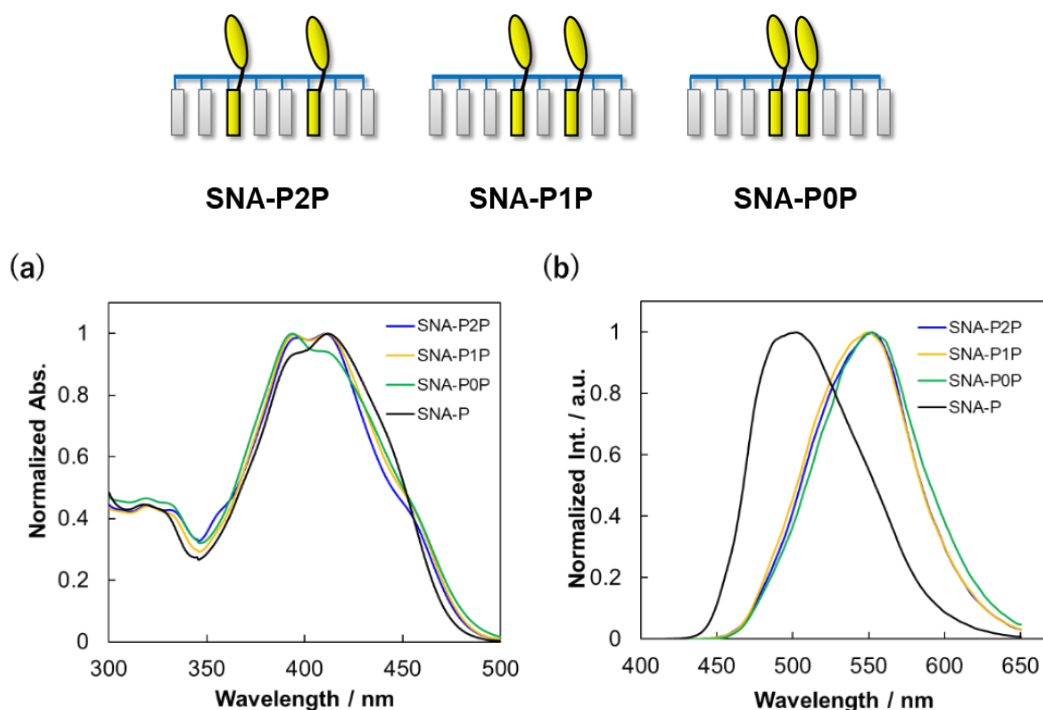 SNA-P2P SNA-P1P SNA-P0P
(a) (b)
Normalized Abs.
1
0.8
0.6
0.4
0.2
0
300 350 400 450 500
Wavelength / nm
SNA-P2P
SNA-P1P
SNA-P0P
SNA-P
Normalized Int. / a.u.
1
0.8
0.6
0.4
0.2
0
400 450 500 550 600 650
Wavelength / nm
SNA-P2P
SNA-P1P
SNA-P0P
SNA-P